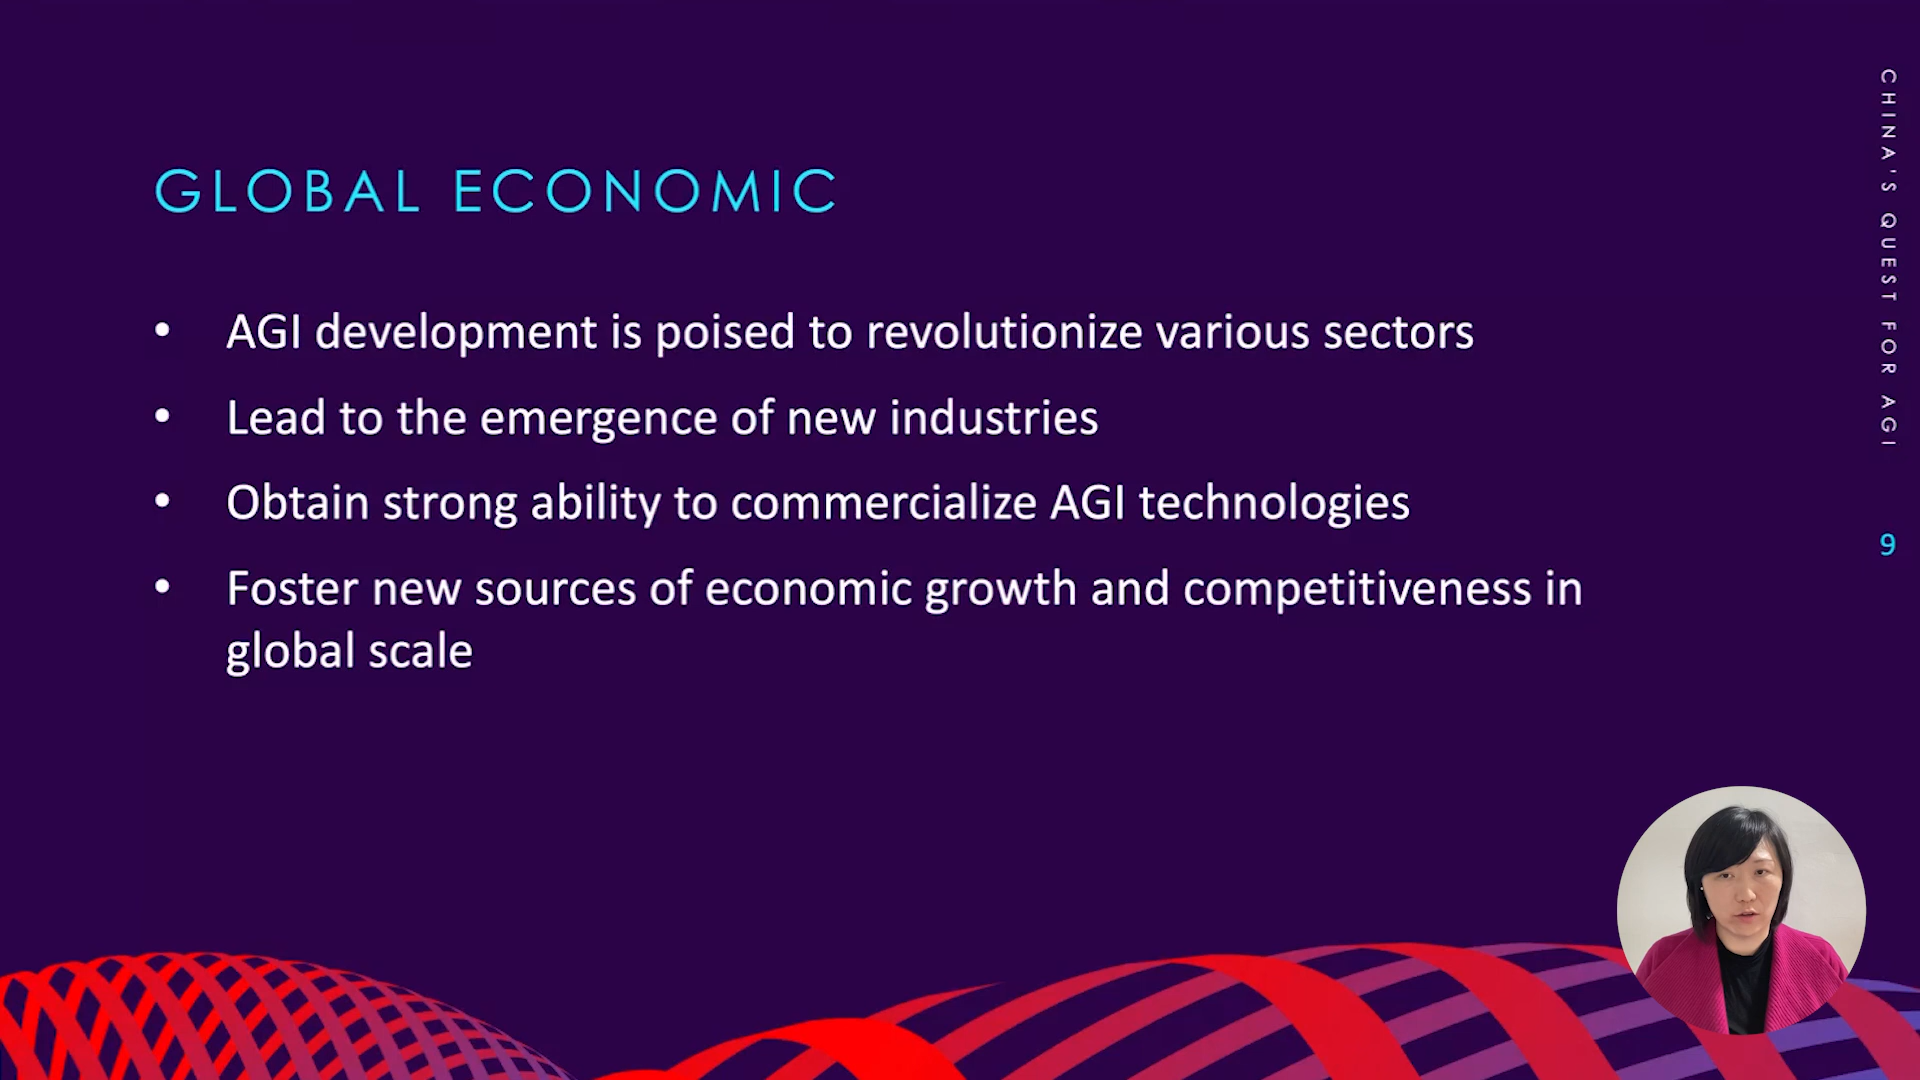 GLOBAL ECONOMIC
• AGI development is poised to revolutionize various sectors
• Lead to the emergence of new industries
• Obtain strong ability to commercialize AGI technologies
• Foster new sources of economic growth and competitiveness in
global scale
CHINA'S QUEST FOR AGI
9